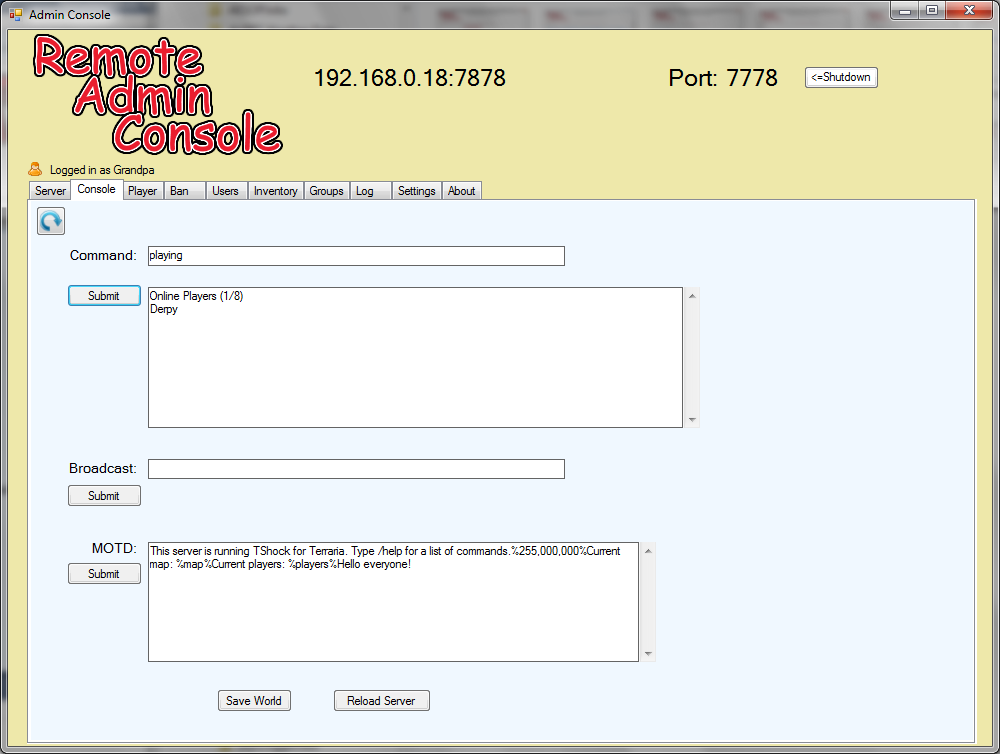 Admin Console
Remote
Admin
Console
192.168.0.18:7878
Port: 7778
<=Shutdown
Logged in as Grandpa
Server Console Player Ban Users Inventory Groups Log Settings About
Command: playing
Submit
Online Players (1/8)
Derpy
Broadcast:
Submit
MOTD:
Submit
This server is running TShock for Terraria. Type /help for a list of commands.%255,000,000%Current
map: %map%Current players: %players%Hello everyone!
Save World
Reload Server